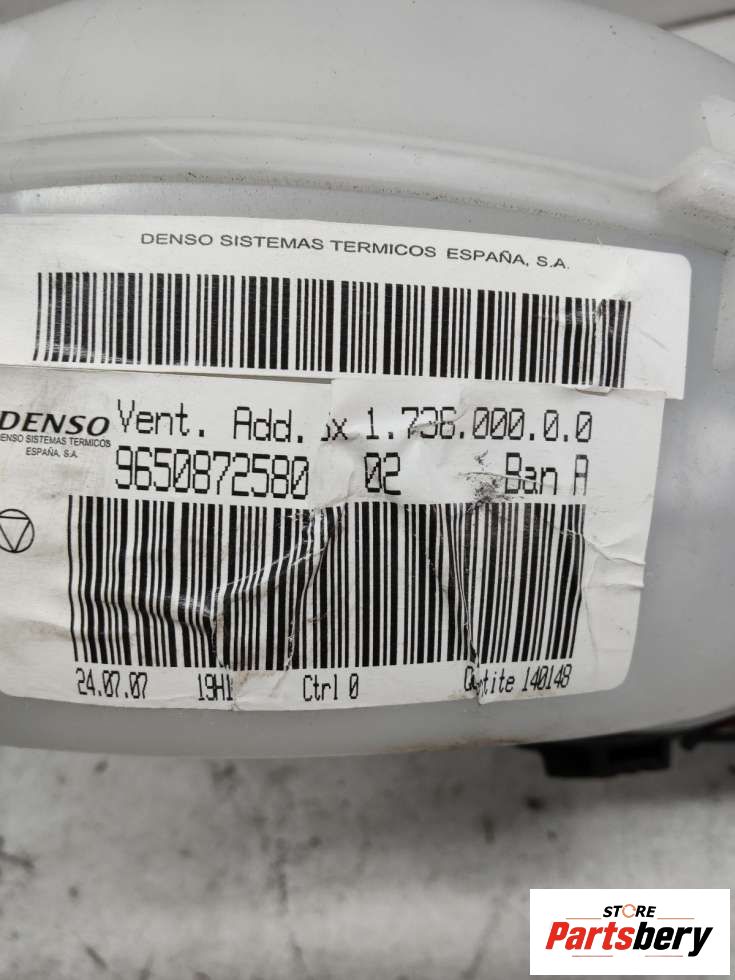 DENSO SISTEMAS TERMICOS ESPAÑA, S.A.
DENSO Vent. Add. 1.736.000.0.0
DENSO SISTEMAS TERMICOS
ESPAÑA, S.A.
9650872580 02 Ban A
24.07.07 19H1 Ctrl 0 140148
STORE
Partsbery